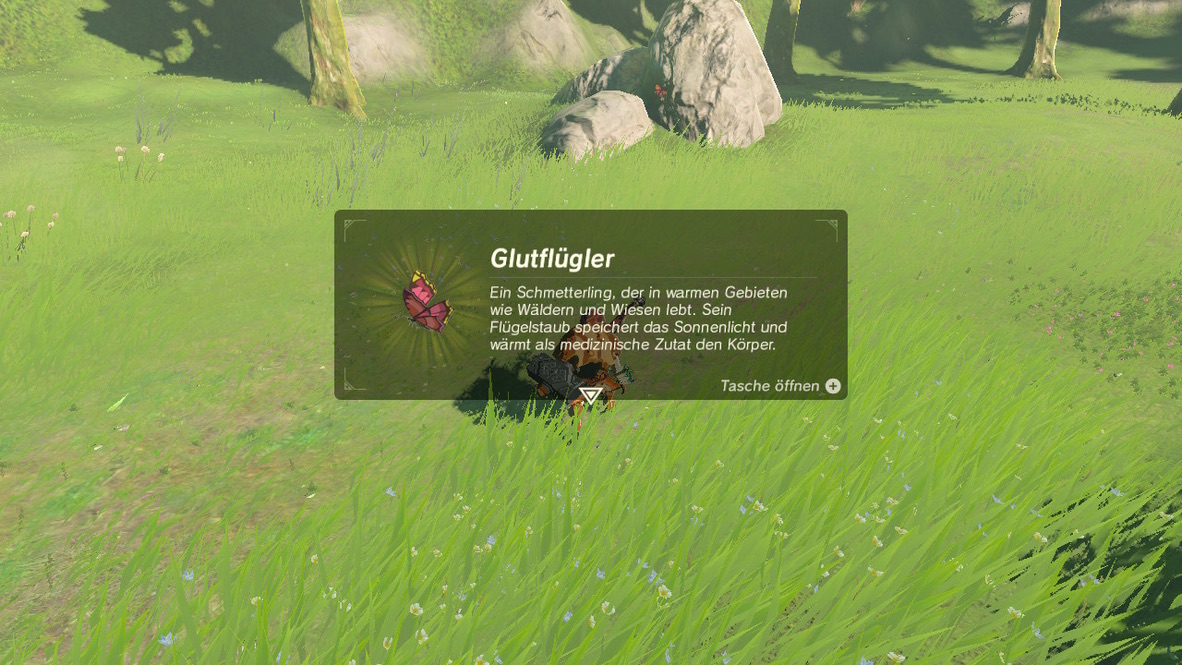 Glutflügler
Ein Schmetterling, der in warmen Gebieten
wie Wäldern und Wiesen lebt. Sein
Flügelstaub speichert das Sonnenlicht und
wärmt als medizinische Zutat den Körper.
Tasche öffnen